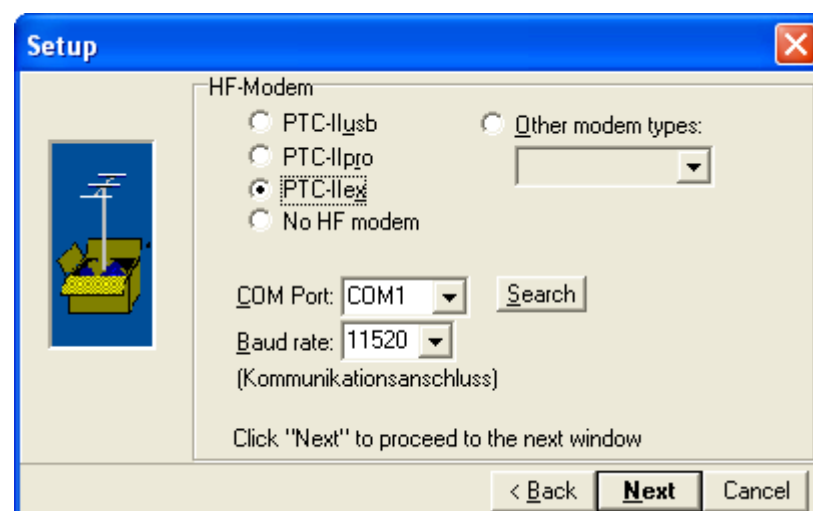 Setup
HF-Modem
PTC-IIusb
Other modem types:
PTC-IIpro
PTC-IIex
No HF modem
COM Port: COM1 Search
Baud rate: 11520
(Kommunikationsanschluss)
Click "Next" to proceed to the next window
< Back Next Cancel